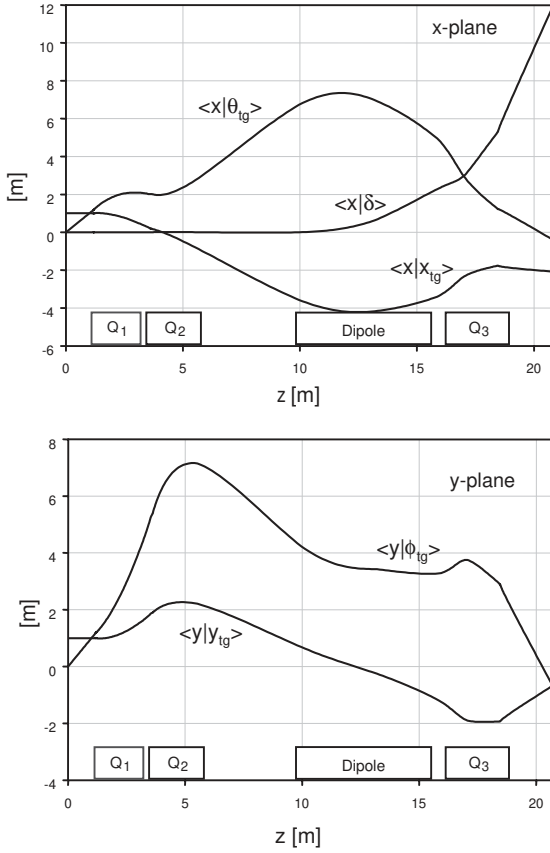 12
x-plane
10
8
<x|θtg>
6
4
[m]
<x|δ>
2
0
<x|xtg>
-2
-4
Q1 Q2 Dipole Q3
-6
0 5 10 15 20
z [m]
8
y-plane
6
<y|ϕtg>
4
[m]
2
<y|ytg>
0
-2
Q1 Q2 Dipole Q3
-4
0 5 10 15 20
z [m]